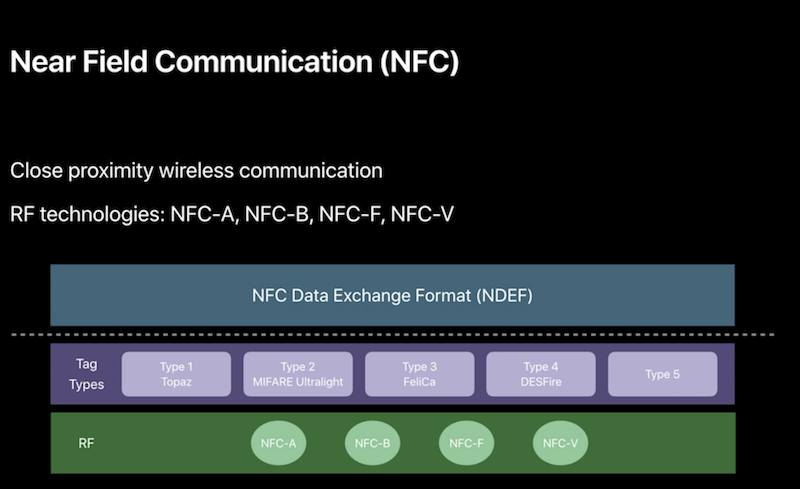 Near Field Communication (NFC)
Close proximity wireless communication
RF technologies: NFC-A, NFC-B, NFC-F, NFC-V
NFC Data Exchange Format (NDEF)
Tag
Types
Type 1
Topaz
Type 2
MIFARE Ultralight
Type 3
FeliCa
Type 4
DESFire
Type 5
RF
NFC-A
NFC-B
NFC-F
NFC-V